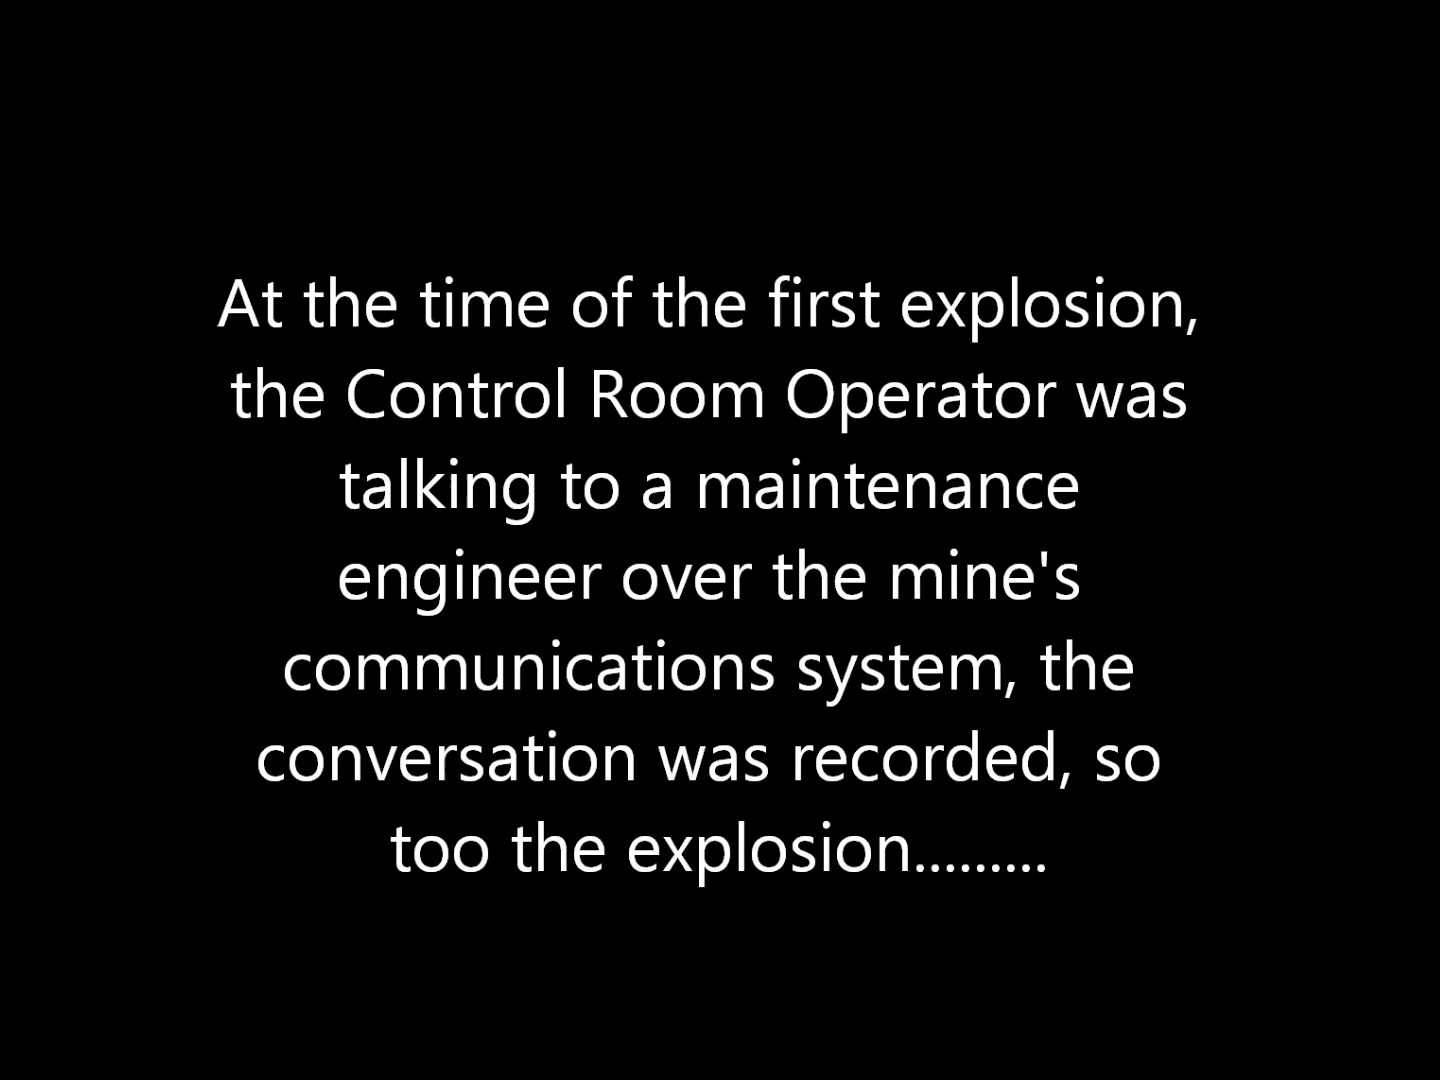 At the time of the first explosion,
the Control Room Operator was
talking to a maintenance
engineer over the mine's
communications system, the
conversation was recorded, so
too the explosion.........